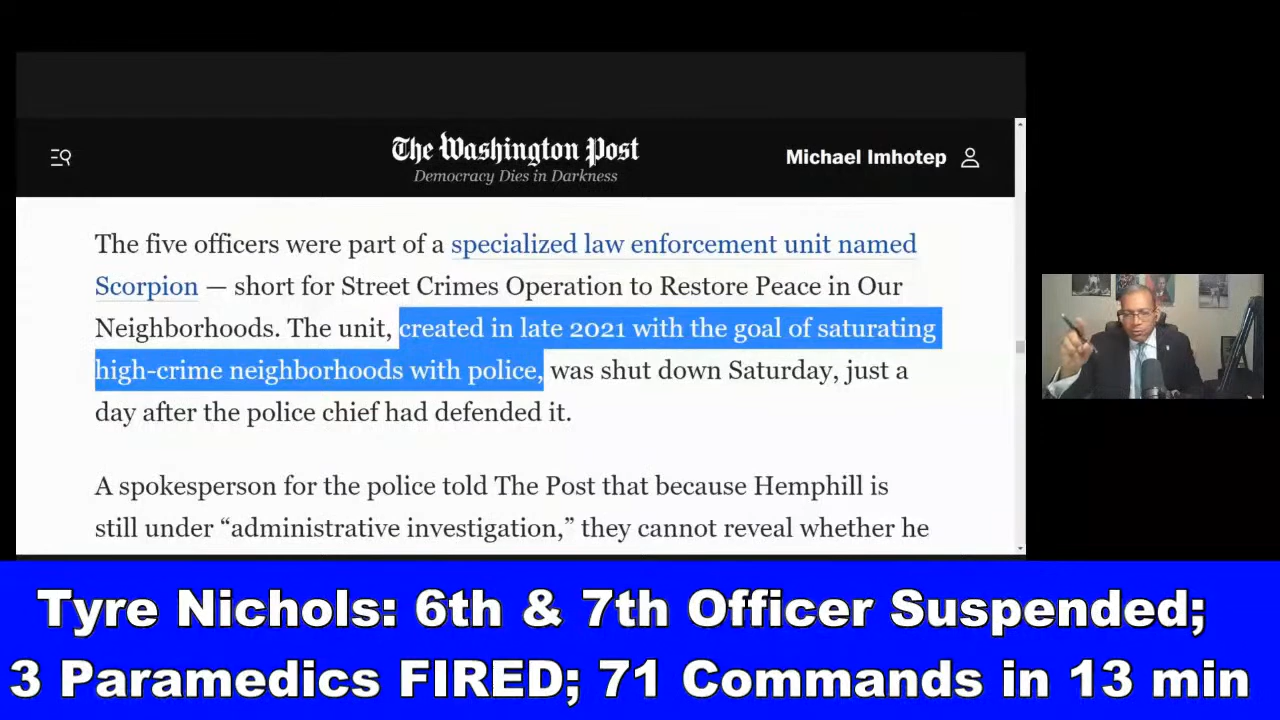 The Washington Post
Democracy Dies in Darkness
Michael Imhotep
The five officers were part of a specialized law enforcement unit named
Scorpion — short for Street Crimes Operation to Restore Peace in Our
Neighborhoods. The unit, created in late 2021 with the goal of saturating
high-crime neighborhoods with police, was shut down Saturday, just a
day after the police chief had defended it.
A spokesperson for the police told The Post that because Hemphill is
still under “administrative investigation,” they cannot reveal whether he
Tyre Nichols: 6th & 7th Officer Suspended;
3 Paramedics FIRED; 71 Commands in 13 min